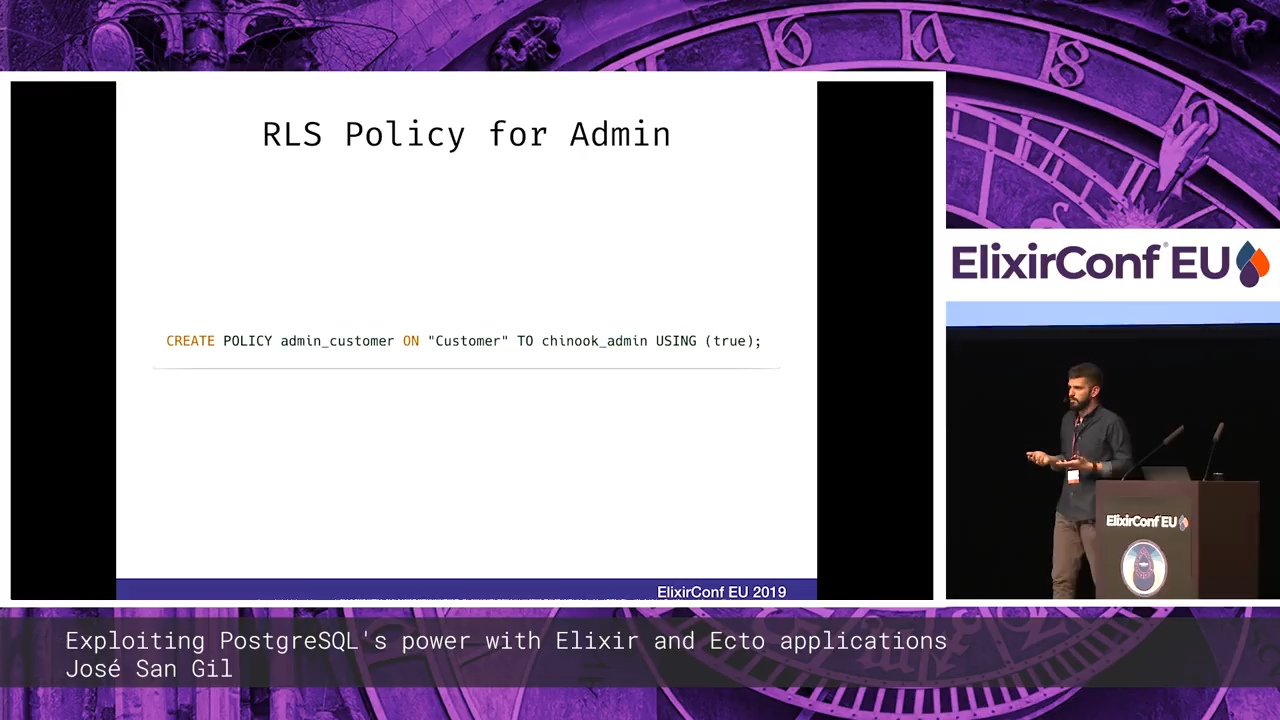 RLS Policy for Admin
CREATE POLICY admin_customer ON "Customer" TO chinook_admin USING (true);
ElixirConf EU 2019
ElixirConf® EU
ElixirConf EU
Exploiting PostgreSQL's power with Elixir and Ecto applications
José San Gil